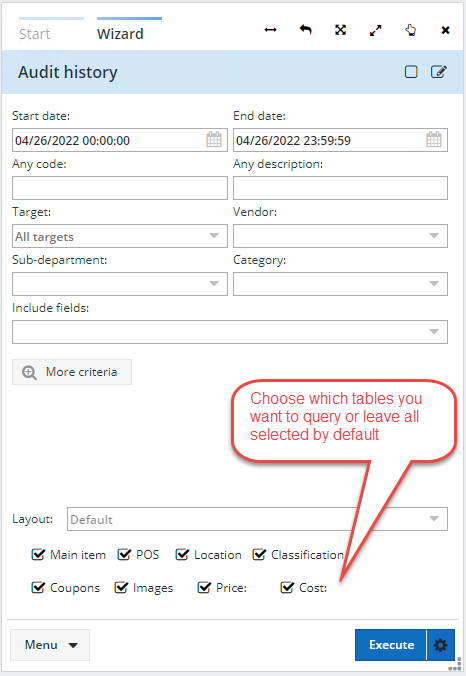 Start Wizard
Audit history
Start date: End date:
04/26/2022 00:00:00 04/26/2022 23:59:59
Any code: Any description:
Target: Vendor:
All targets
Sub-department: Category:
Include fields:
More criteria
Choose which tables you
want to query or leave all
selected by default
Layout: Default
Main item POS Location Classification
Coupons Images Price: Cost:
Menu Execute